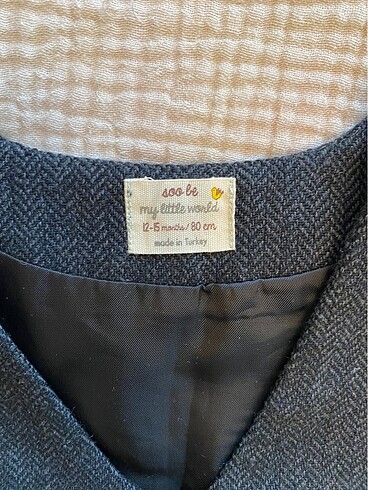 soo be
my little world
12-15 months / 80 cm
made in Turkey